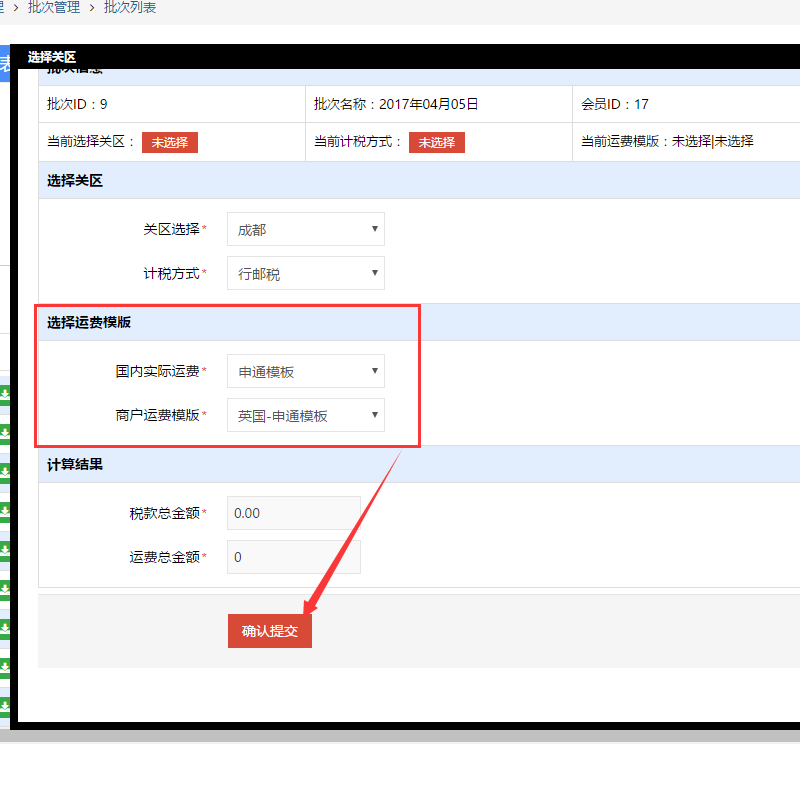 理 > 批次管理 > 批次列表
选择关区
批次信息
批次ID：9 批次名称：2017年04月05日 会员ID：17
当前选择关区： 未选择 当前计税方式： 未选择 当前运费模版：未选择|未选择
选择关区
关区选择* 成都
计税方式* 行邮税
选择运费模版
国内实际运费* 申通模板
商户运费模版* 英国-申通模板
计算结果
税款总金额* 0.00
运费总金额* 0
确认提交